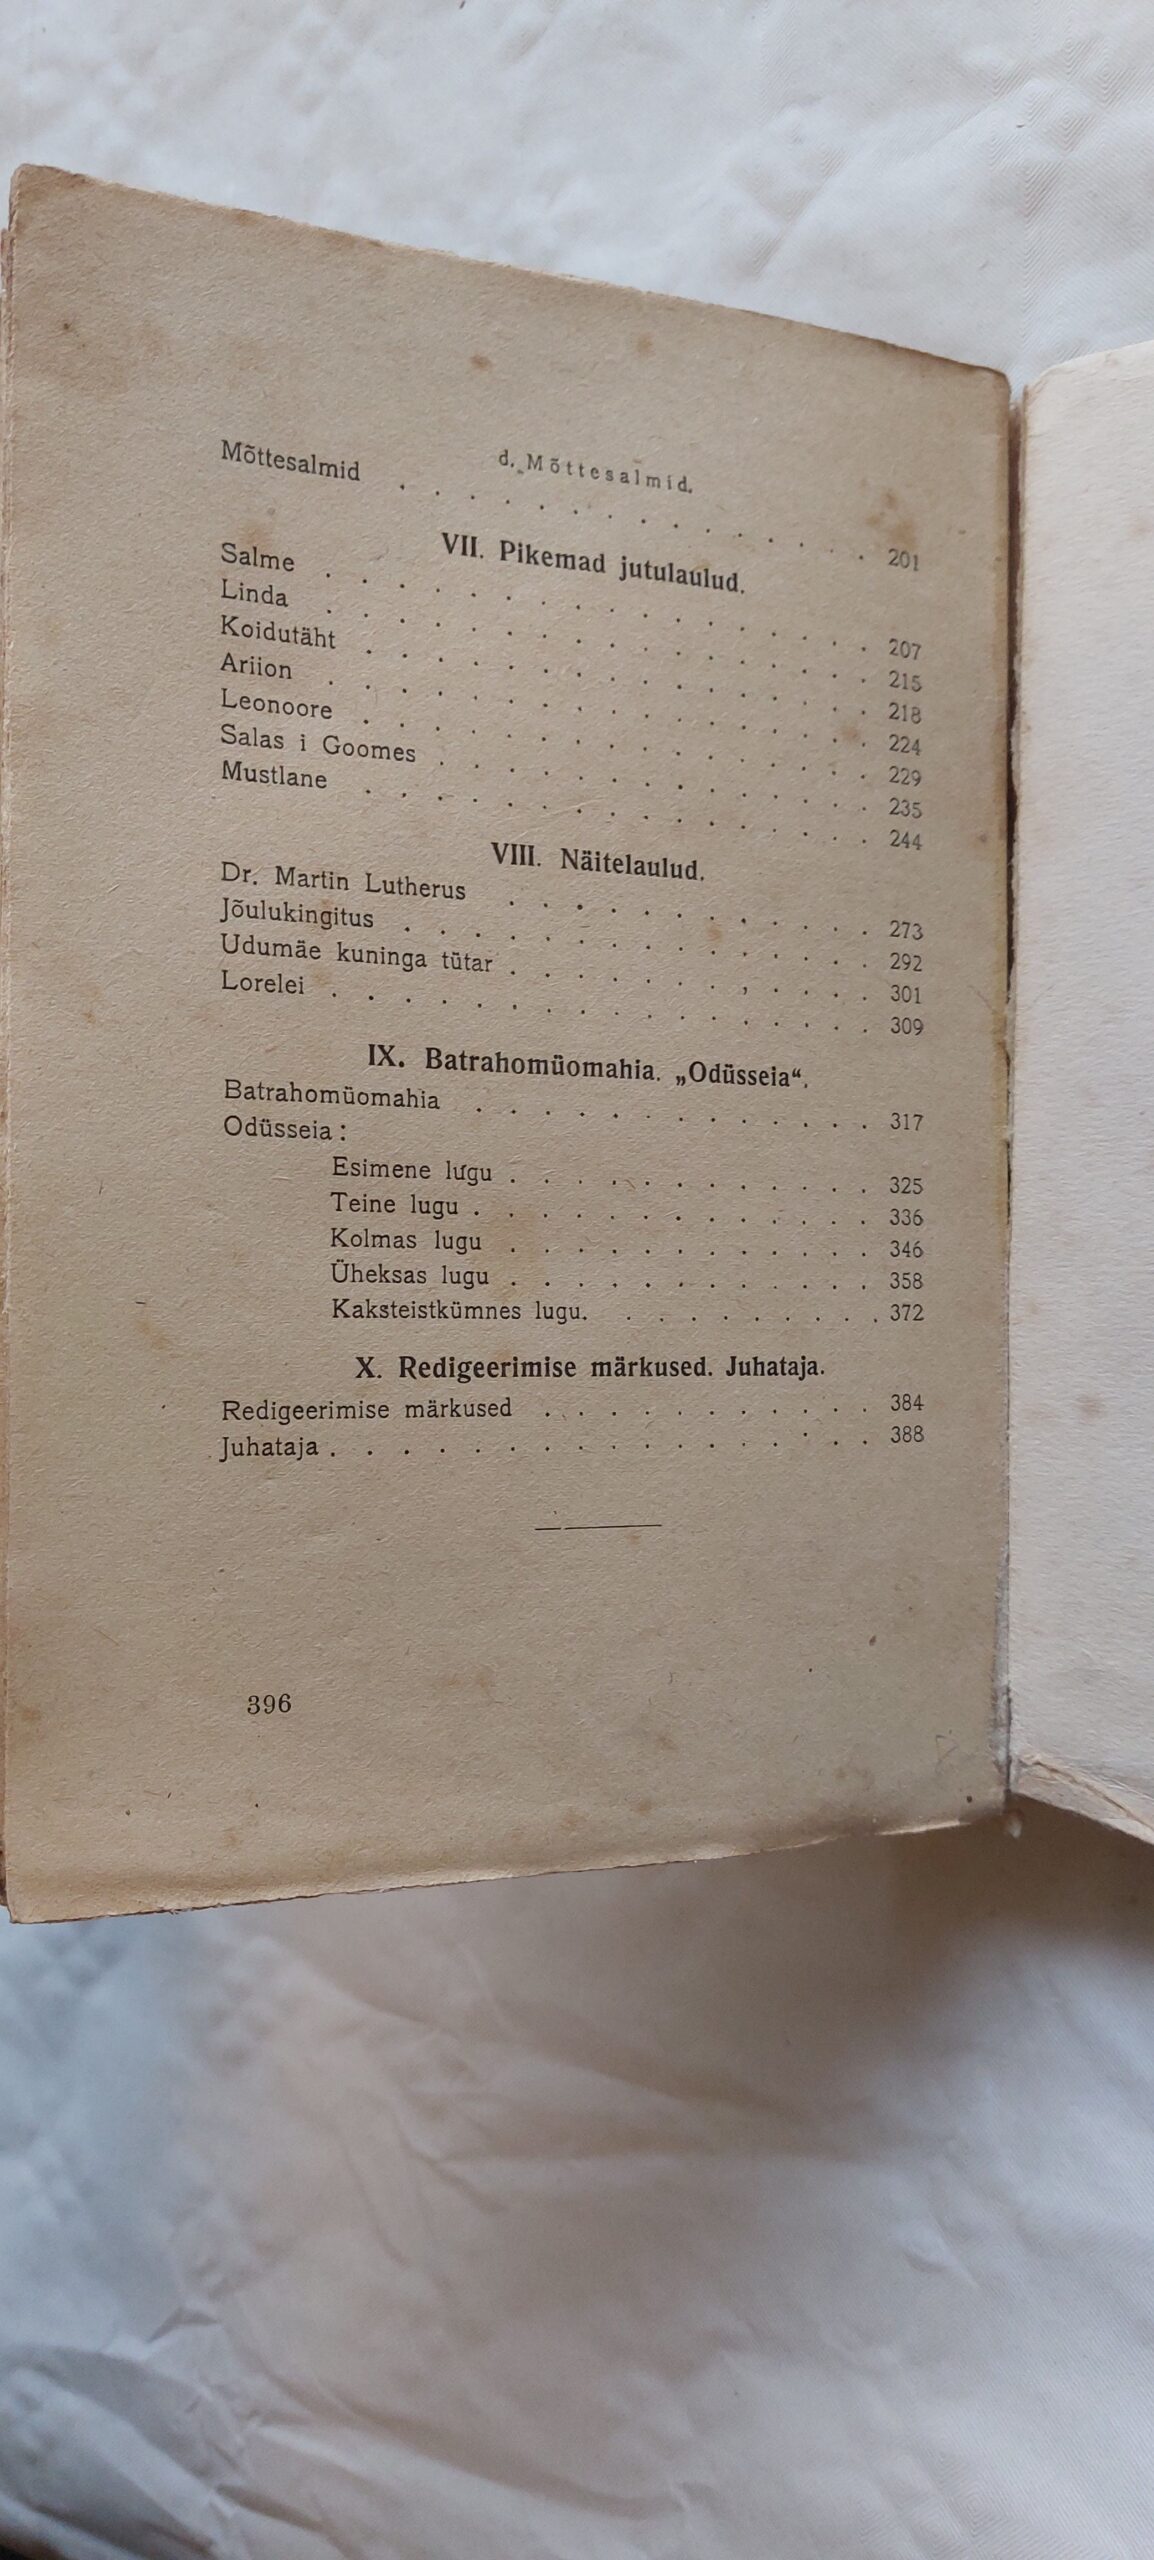 d. Mõttesalmid.
Mõttesalmid . . . . . . . . . . . . . . 201
VII. Pikemad jutulaulud.
Salme . . . . . . . . . . . . . . . . 207
Linda . . . . . . . . . . . . . . . . 215
Koidutäht . . . . . . . . . . . . . . . 218
Ariion . . . . . . . . . . . . . . . . 224
Leonoore . . . . . . . . . . . . . . . 229
Salas i Goomes . . . . . . . . . . . . . 235
Mustlane . . . . . . . . . . . . . . . 244
VIII. Näitelaulud.
Dr. Martin Lutherus . . . . . . . . . . . 273
Jõulukingitus . . . . . . . . . . . . . . 292
Udumäe kuninga tütar . . . . . . . . . . . 301
Lorelei . . . . . . . . . . . . . . . . 309
IX. Batrahomüomahia. „Odüsseia“.
Batrahomüomahia . . . . . . . . . . . . 317
Odüsseia:
Esimene lugu . . . . . . . . . . . 325
Teine lugu . . . . . . . . . . . . 336
Kolmas lugu . . . . . . . . . . . 346
Üheksas lugu . . . . . . . . . . . 358
Kaksteistkümnes lugu. . . . . . . . . 372
X. Redigeerimise märkused. Juhataja.
Redigeerimise märkused . . . . . . . . . . 384
Juhataja . . . . . . . . . . . . . . . . 388
396